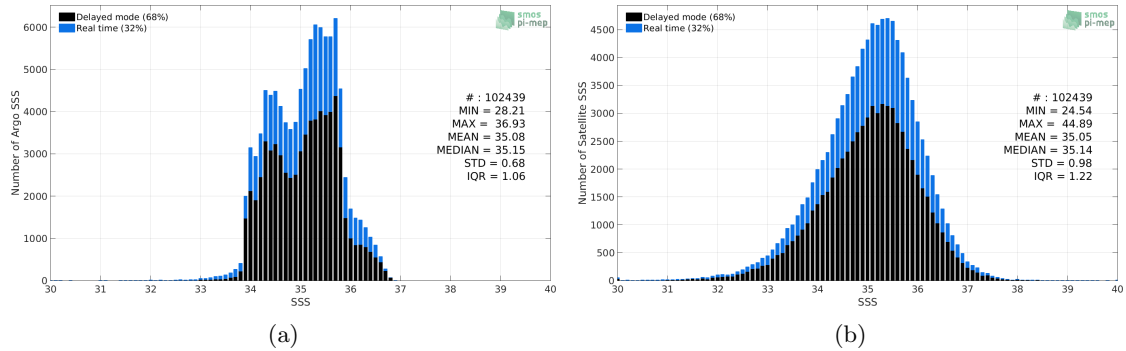 Delayed mode (68%)
Real time (32%)
smos
pi-mep
# : 102439
MIN = 28.21
MAX = 36.93
MEAN = 35.08
MEDIAN = 35.15
STD = 0.68
IQR = 1.06
Number of Argo SSS
6000
5000
4000
3000
2000
1000
0
30 31 32 33 34 35 36 37 38 39 40
SSS
(a)
Delayed mode (68%)
Real time (32%)
smos
pi-mep
# : 102439
MIN = 24.54
MAX = 44.89
MEAN = 35.05
MEDIAN = 35.14
STD = 0.98
IQR = 1.22
Number of Satellite SSS
4500
4000
3500
3000
2500
2000
1500
1000
500
0
30 31 32 33 34 35 36 37 38 39 40
SSS
(b)